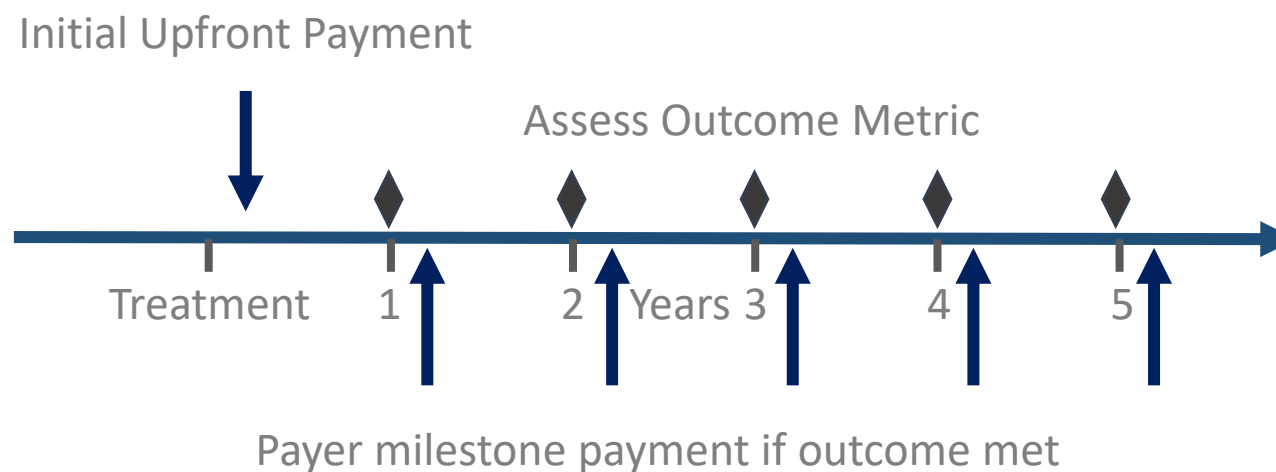 Initial Upfront Payment
Assess Outcome Metric
Treatment 1 2 Years 3 4 5
Payer milestone payment if outcome met